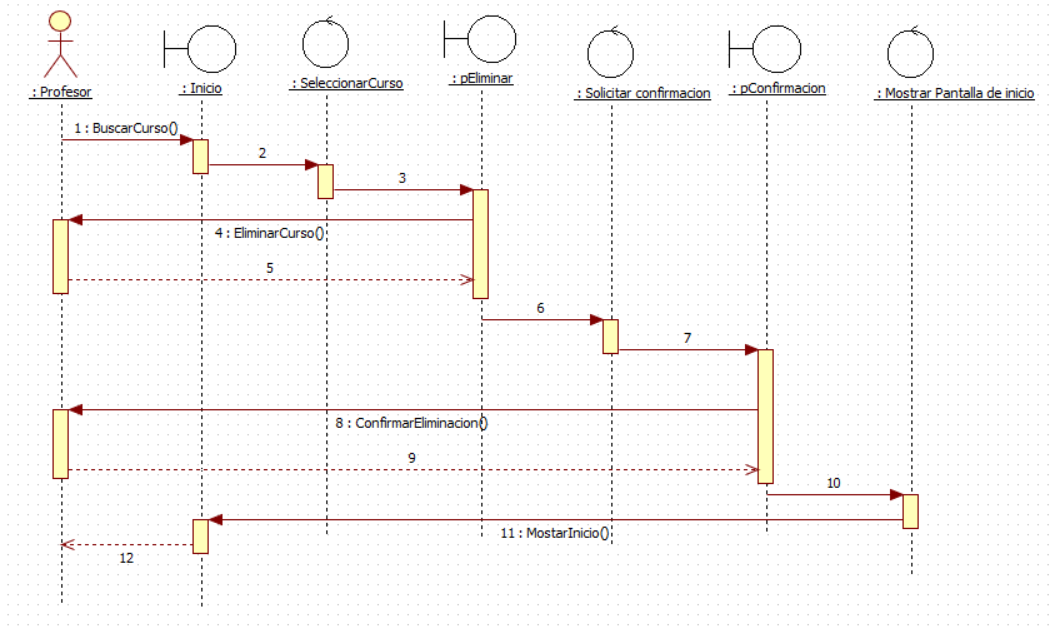 : Profesor
: Inicio
: SeleccionarCurso
: pEliminar
: Solicitar confirmacion
: pConfirmacion
: Mostrar Pantalla de inicio
1 : BuscarCurso()
2
3
4 : EliminarCurso()
5
6
7
8 : ConfirmarEliminacion()
9
10
11 : MostarInicio()
12